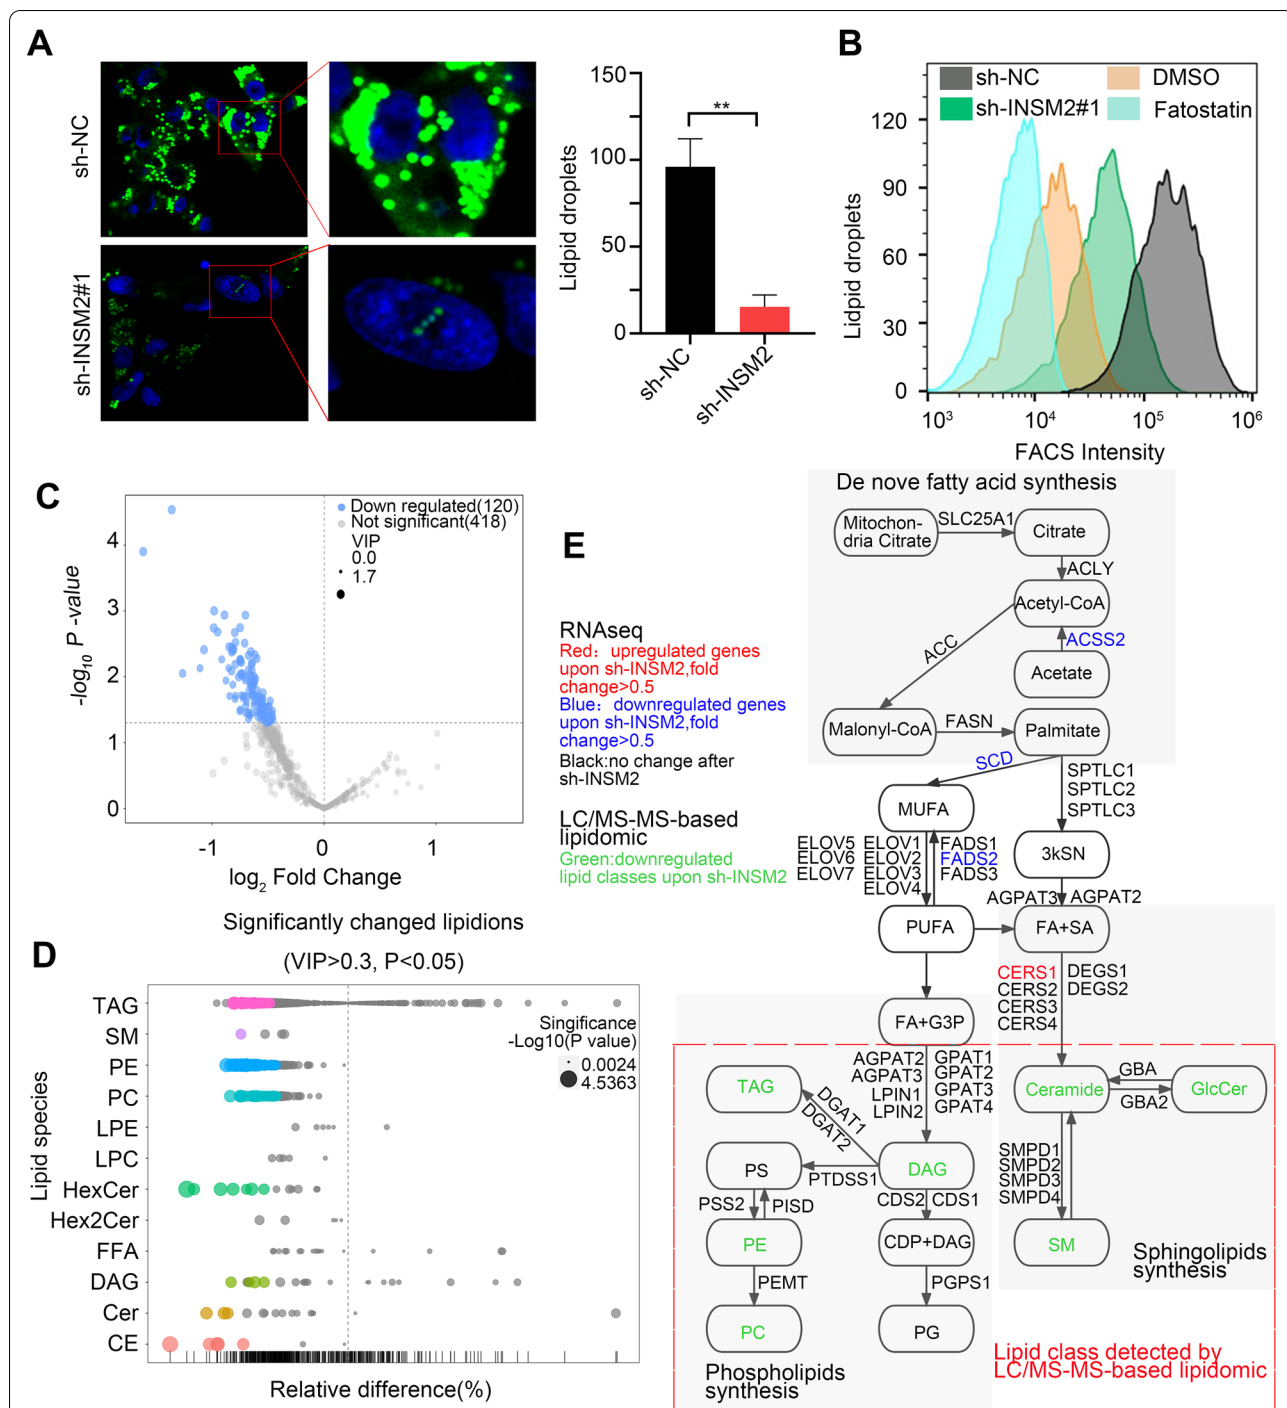 A
sh-NC
sh-INSM2#1
Lidpid droplets
150
100
50
0
**
sh-NC
sh-INSM2
B
sh-NC
DMSO
sh-INSM2#1
Fatostatin
Lidpid droplets
120
90
60
30
0
10³
10⁴
10⁵
10⁶
FACS Intensity
C
Down regulated(120)
Not significant(418)
VIP
0.0
1.7
-log10 P -value
4
3
2
1
0
-1
0
1
log2 Fold Change
D
Significantly changed lipidions
(VIP>0.3, P<0.05)
Lipid species
TAG
SM
PE
PC
LPE
LPC
HexCer
Hex2Cer
FFA
DAG
Cer
CE
Singificance
-Log10(P value)
0.0024
4.5363
Relative difference(%)
E
RNAseq
Red: upregulated genes
upon sh-INSM2,fold
change>0.5
Blue: downregulated genes
upon sh-INSM2,fold
change>0.5
Black:no change after
sh-INSM2
LC/MS-MS-based
lipidomic
Green:downregulated
lipid classes upon sh-INSM2
De nove fatty acid synthesis
Mitochon-
dria Citrate
SLC25A1
Citrate
ACLY
Acetyl-CoA
ACC
ACSS2
Acetate
Malonyl-CoA
FASN
Palmitate
SCD
SPTLC1
SPTLC2
SPTLC3
MUFA
ELOV5
ELOV6
ELOV7
ELOV1
ELOV2
ELOV3
ELOV4
FADS1
FADS2
FADS3
3kSN
AGPAT3
AGPAT2
PUFA
FA+SA
CERS1
CERS2
CERS3
CERS4
DEGS1
DEGS2
FA+G3P
AGPAT2
AGPAT3
LPIN1
LPIN2
GPAT1
GPAT2
GPAT3
GPAT4
TAG
DGAT1
DGAT2
Ceramide
GBA
GBA2
GlcCer
PS
PTDSS1
DAG
SMPD1
SMPD2
SMPD3
SMPD4
PSS2
PISD
CDS2
CDS1
PE
CDP+DAG
SM
Sphingolipids
synthesis
PEMT
PGPS1
PC
PG
Phospholipids
synthesis
Lipid class detected by
LC/MS-MS-based lipidomic